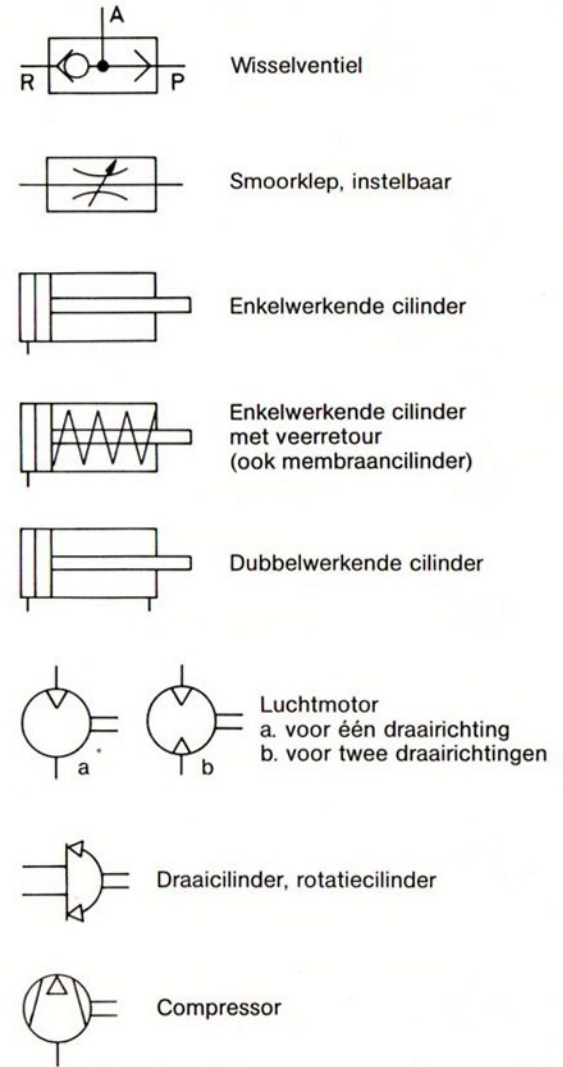 A
R
P
Wisselventiel
Smoorklep, instelbaar
Enkelwerkende cilinder
Enkelwerkende cilinder
met veerretour
(ook membraancilinder)
Dubbelwerkende cilinder
Luchtmotor
a. voor één draairichting
b. voor twee draairichtingen
a
b
Draaicilinder, rotatiecilinder
Compressor